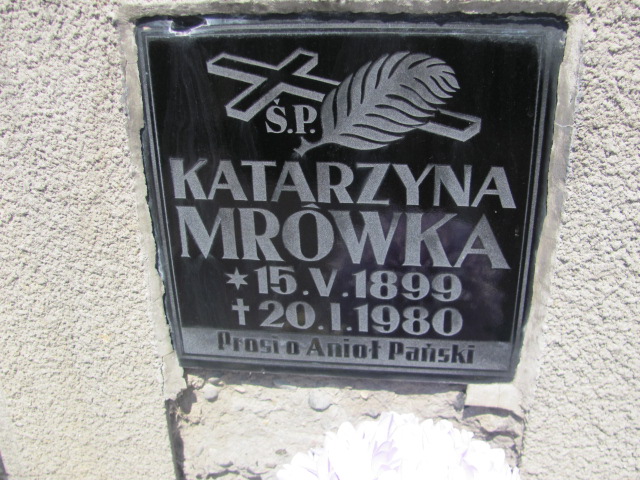 Ś.P.
KATARZYNA
MRÓWKA
* 15.V.1899
✝ 20.I.1980
Prosi o Anioł Pański